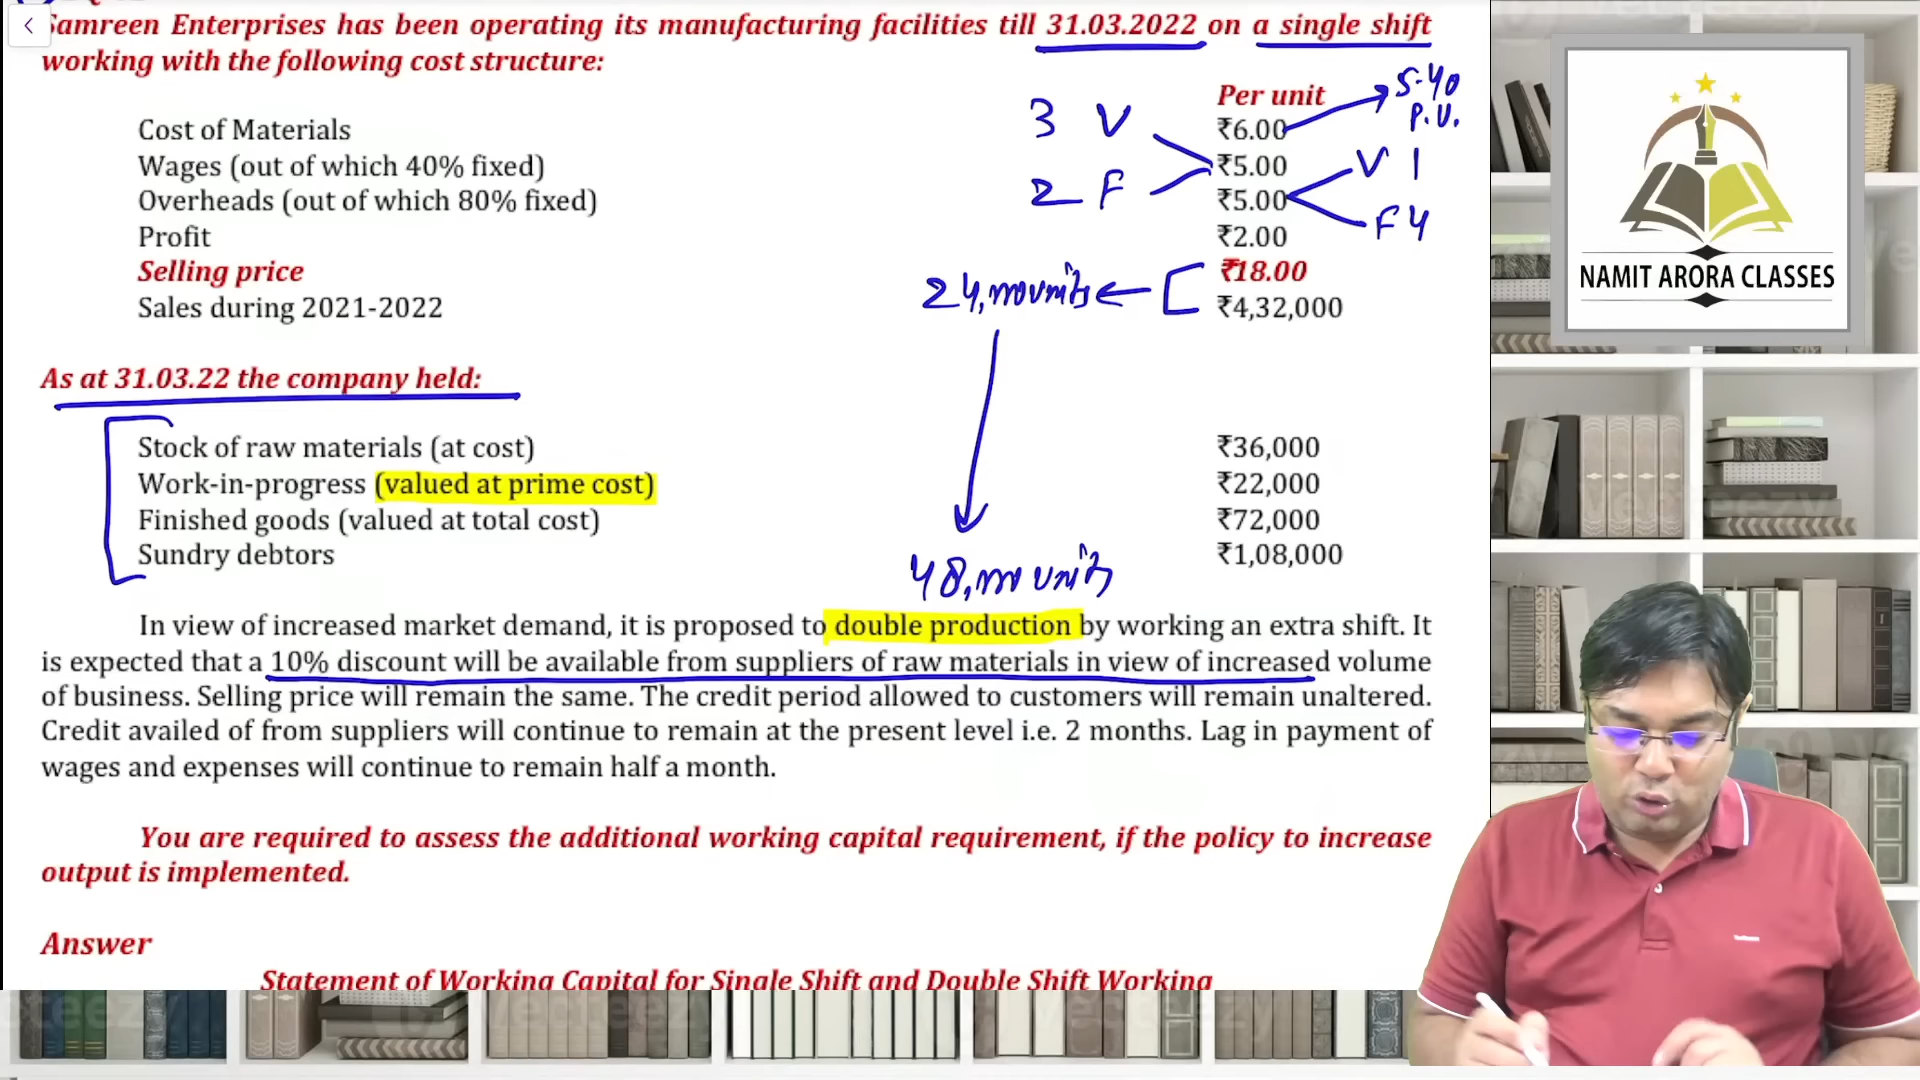 Samreen Enterprises has been operating its manufacturing facilities till 31.03.2022 on a single shift
working with the following cost structure:
Per unit
Cost of Materials ₹6.00
Wages (out of which 40% fixed) ₹5.00
Overheads (out of which 80% fixed) ₹5.00
Profit ₹2.00
Selling price ₹18.00
Sales during 2021-2022 ₹4,32,000
3 V
2 F
5.40
P.U.
V 1
F 4
As at 31.03.22 the company held:
Stock of raw materials (at cost) ₹36,000
Work-in-progress (valued at prime cost) ₹22,000
Finished goods (valued at total cost) ₹72,000
Sundry debtors ₹1,08,000
In view of increased market demand, it is proposed to double production by working an extra shift. It
is expected that a 10% discount will be available from suppliers of raw materials in view of increased volume
of business. Selling price will remain the same. The credit period allowed to customers will remain unaltered.
Credit availed of from suppliers will continue to remain at the present level i.e. 2 months. Lag in payment of
wages and expenses will continue to remain half a month.
You are required to assess the additional working capital requirement, if the policy to increase
output is implemented.
Answer
Statement of Working Capital for Single Shift and Double Shift Working
NAMIT ARORA CLASSES